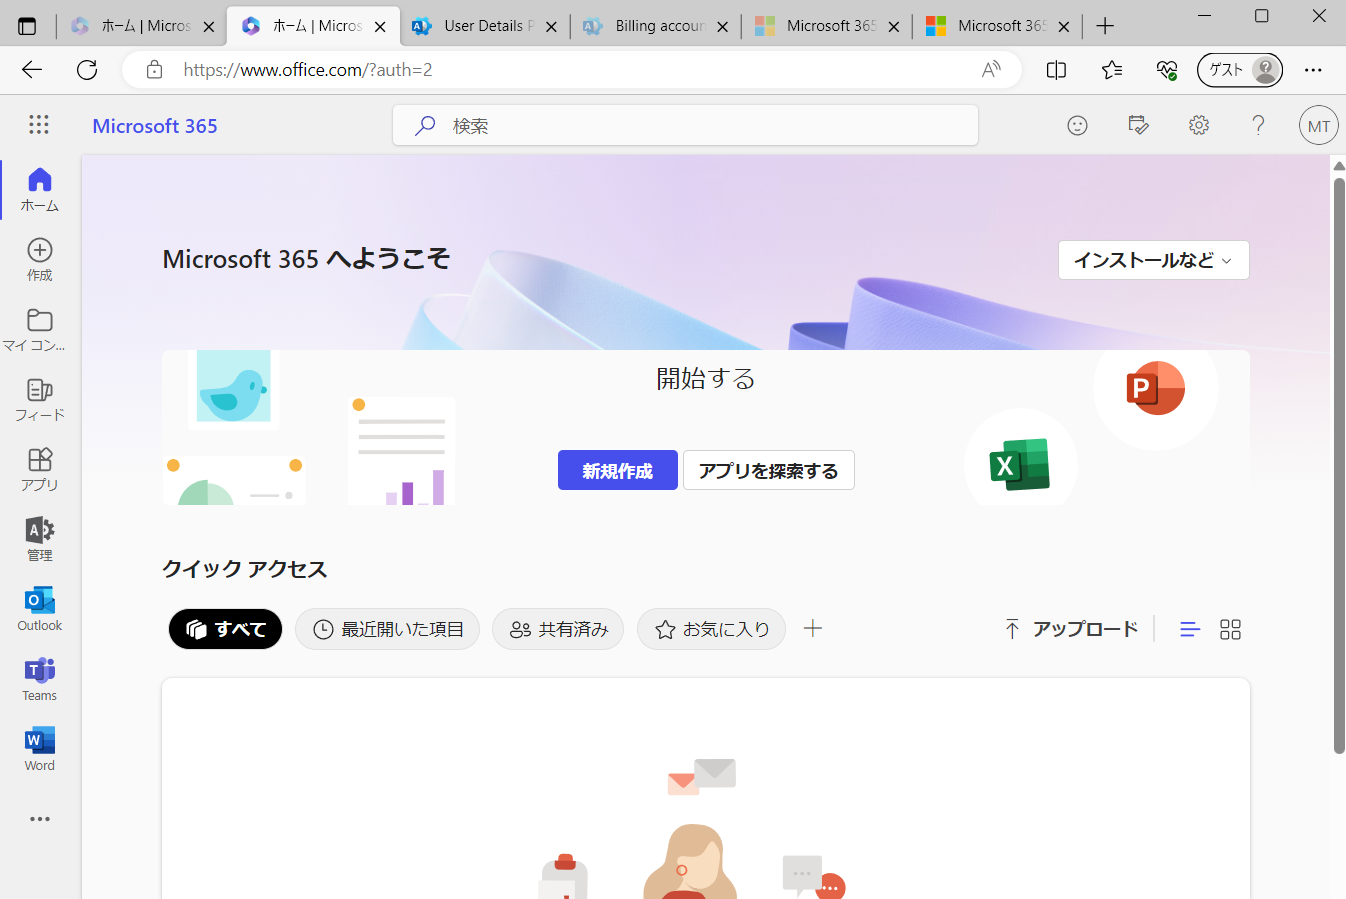 ホーム | Micros
ホーム | Micros
User Details P
Billing accoun
Microsoft 365
Microsoft 365
https://www.office.com/?auth=2
ゲスト
Microsoft 365
検索
MT
ホーム
作成
マイ コン...
フィード
アプリ
管理
Outlook
Teams
Word
Microsoft 365 へようこそ
インストールなど
開始する
新規作成
アプリを探索する
クイック アクセス
すべて
最近開いた項目
共有済み
お気に入り
アップロード